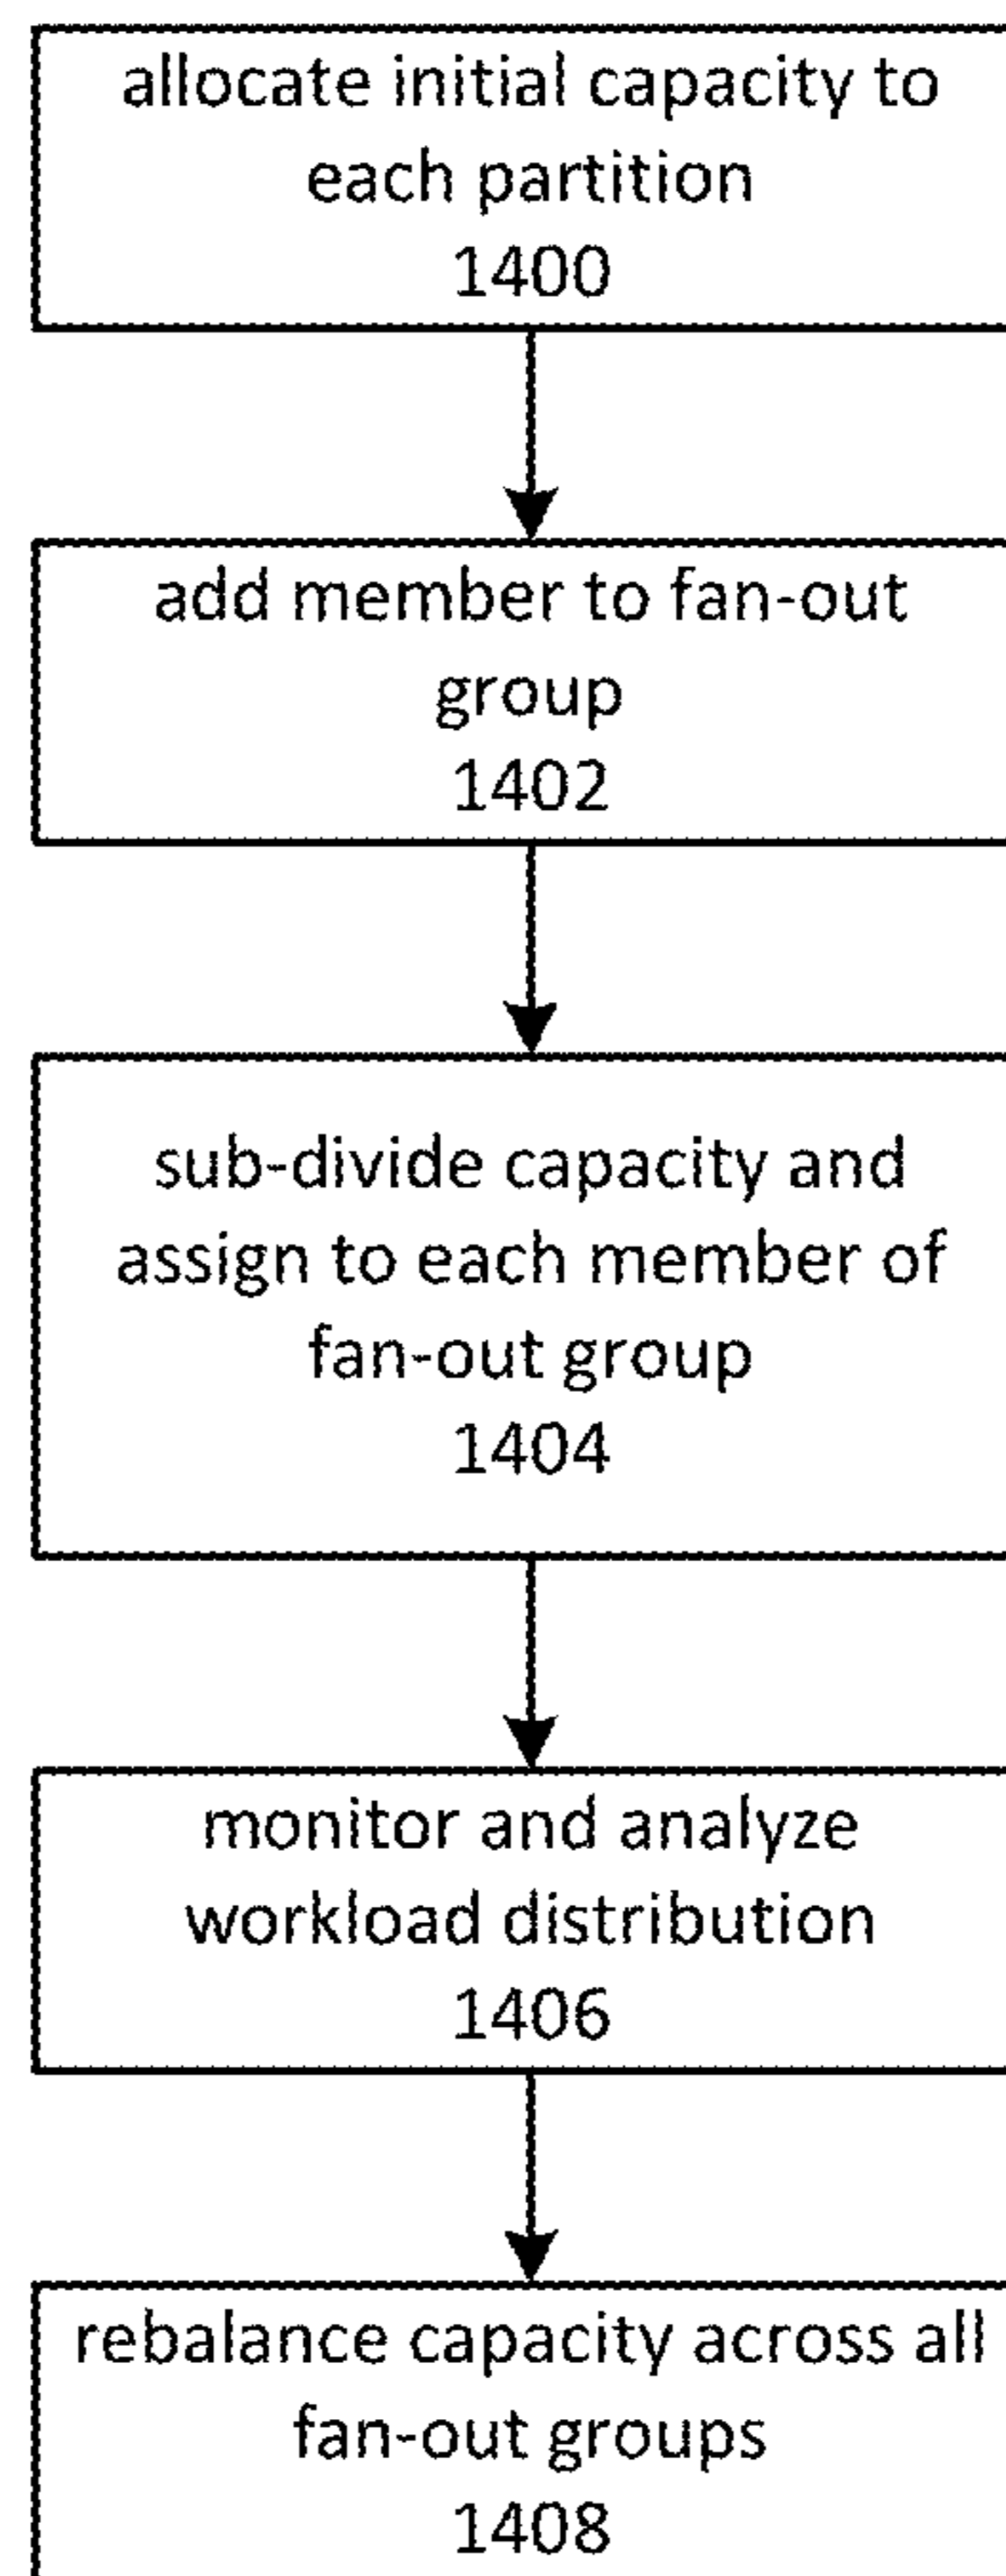 allocate initial capacity to
each partition
1400
add member to fan-out
group
1402
sub-divide capacity and
assign to each member of
fan-out group
1404
monitor and analyze
workload distribution
1406
rebalance capacity across all
fan-out groups
1408